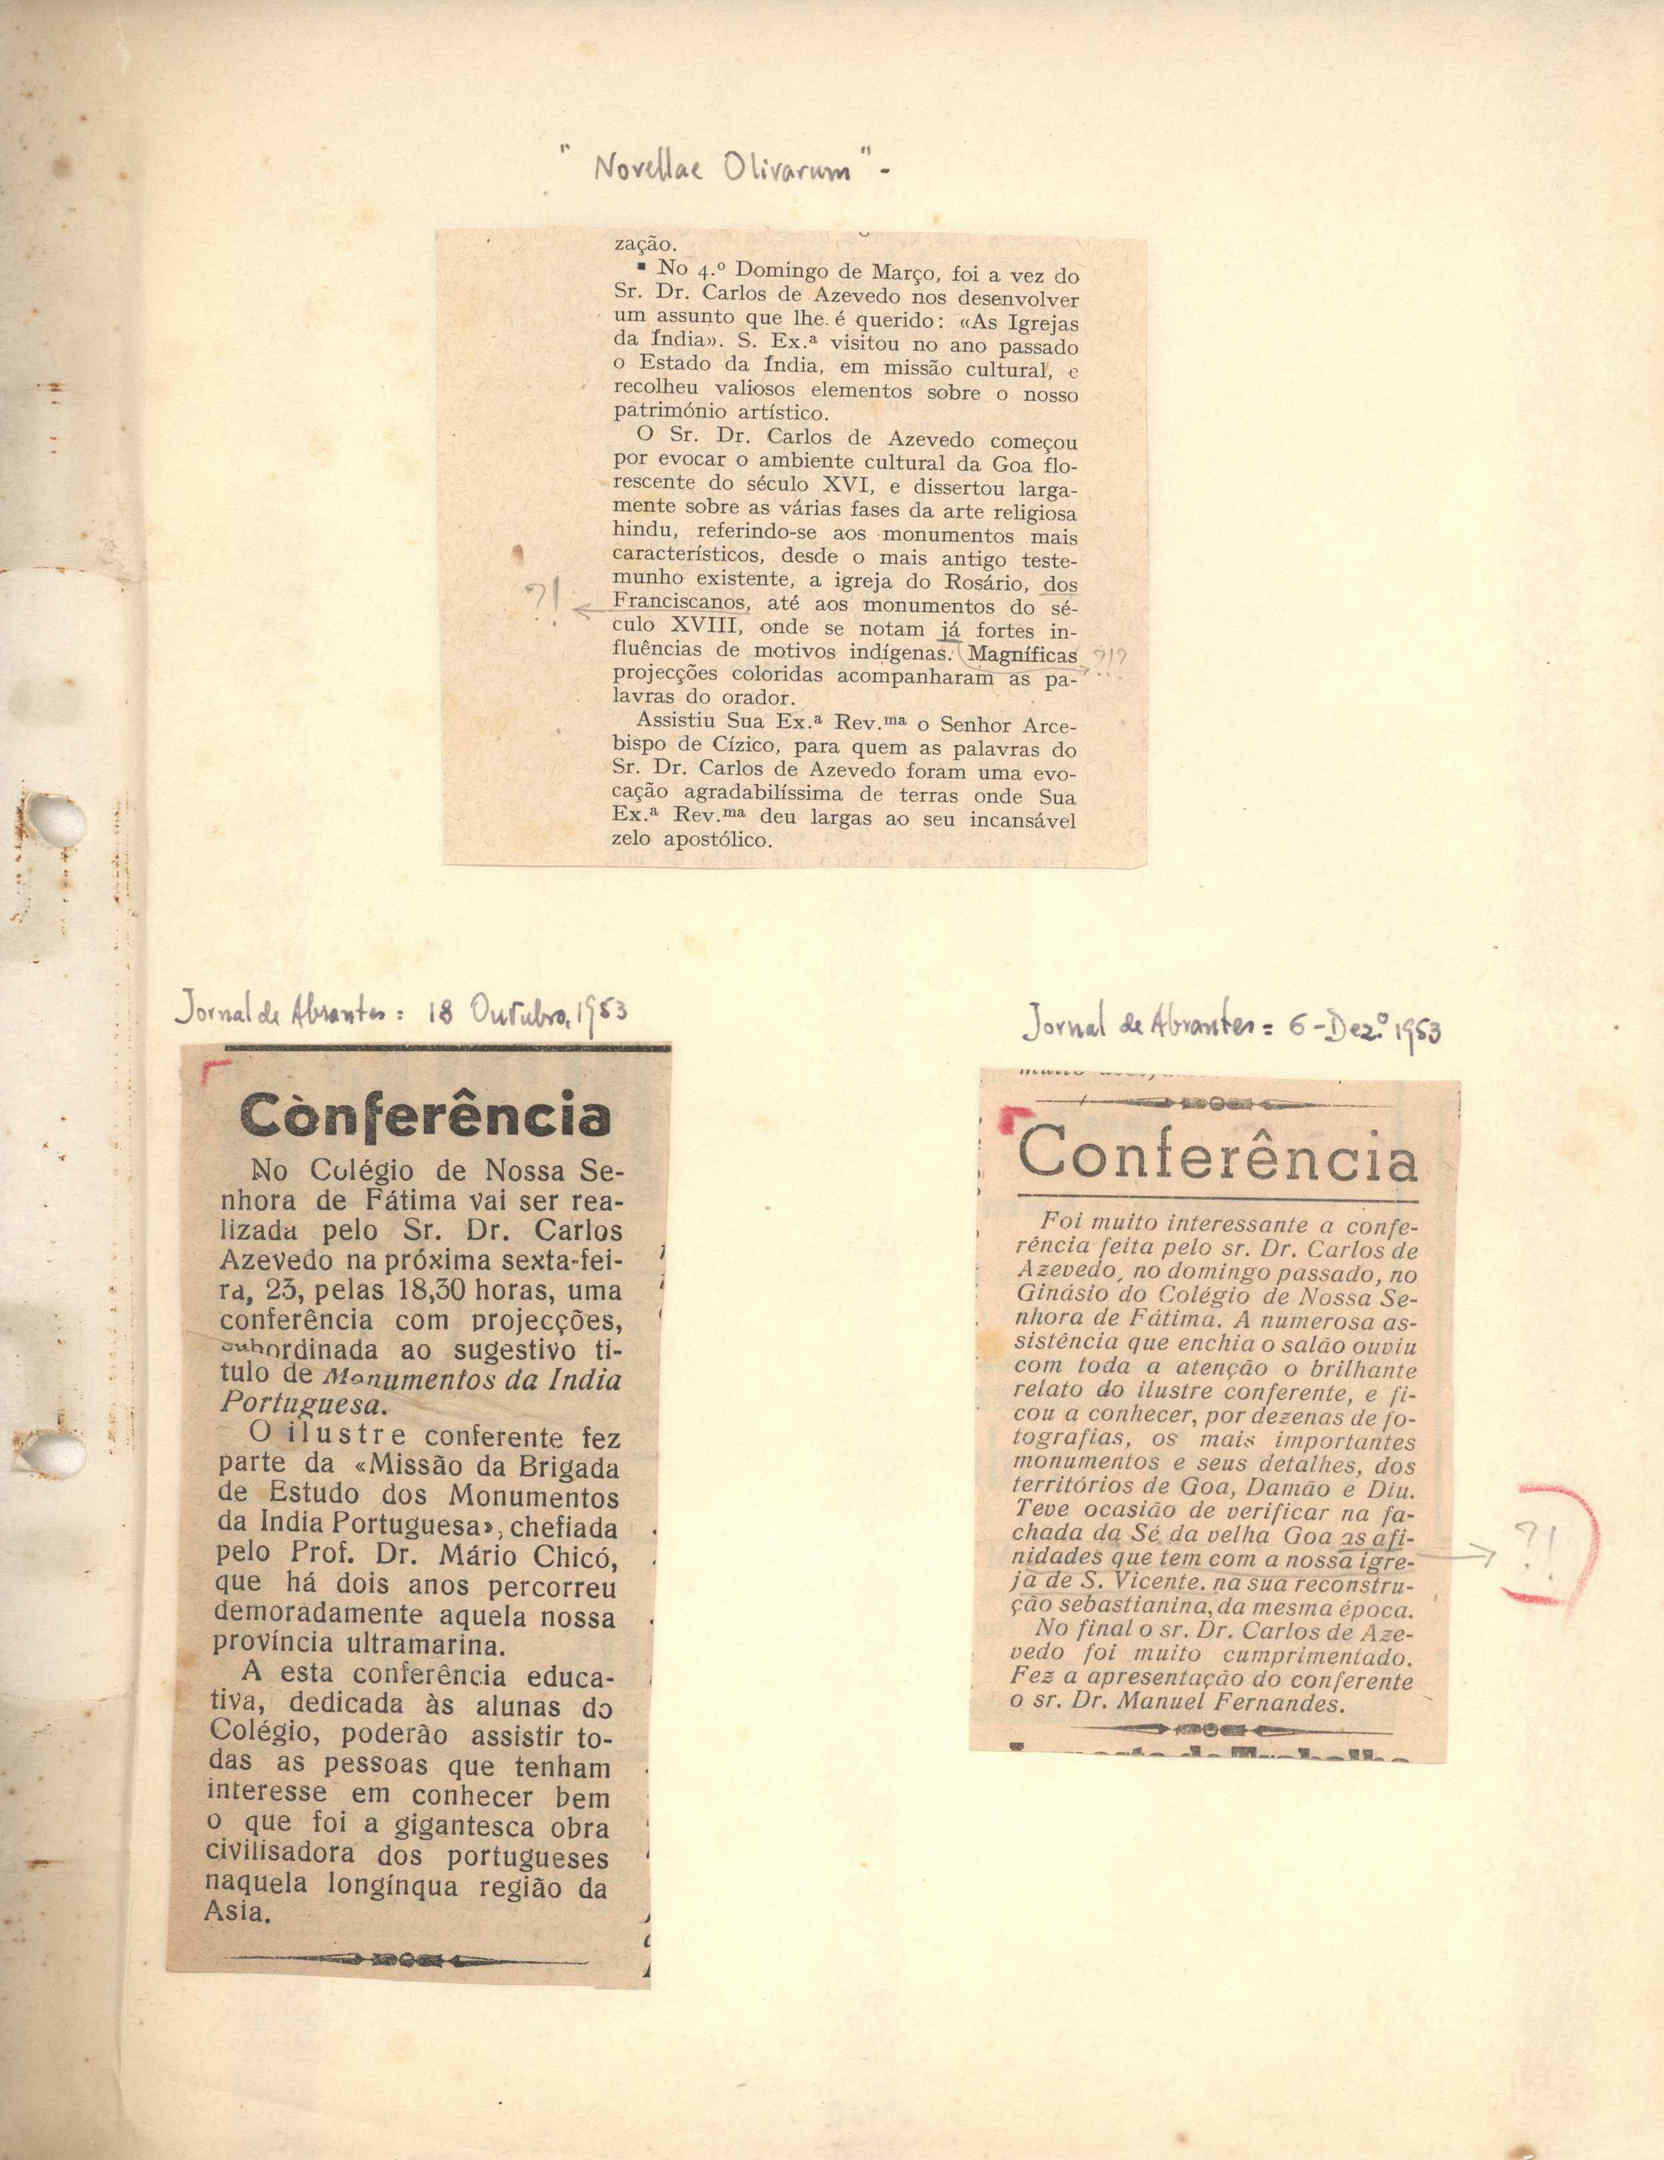 "Novellae Olivarum" -
zação.
▪ No 4.º Domingo de Março, foi a vez do
Sr. Dr. Carlos de Azevedo nos desenvolver
um assunto que lhe é querido: «As Igrejas
da Índia». S. Ex.ª visitou no ano passado
o Estado da Índia, em missão cultural, e
recolheu valiosos elementos sobre o nosso
património artístico.
O Sr. Dr. Carlos de Azevedo começou
por evocar o ambiente cultural da Goa flo-
rescente do século XVI, e dissertou larga-
mente sobre as várias fases da arte religiosa
hindu, referindo-se aos monumentos mais
característicos, desde o mais antigo teste-
munho existente, a igreja do Rosário, dos
?! Franciscanos, até aos monumentos do sé-
culo XVIII, onde se notam já fortes in-
fluências de motivos indígenas. Magníficas ?!?
projecções coloridas acompanharam as pa-
lavras do orador.
Assistiu Sua Ex.ª Rev.ma o Senhor Arce-
bispo de Cízico, para quem as palavras do
Sr. Dr. Carlos de Azevedo foram uma evo-
cação agradabilíssima de terras onde Sua
Ex.ª Rev.ma deu largas ao seu incansável
zelo apostólico.
Jornal de Abrantes: 18 Outubro, 1953
Cònferência
No Colégio de Nossa Se-
nhora de Fátima vai ser rea-
lizada pelo Sr. Dr. Carlos
Azevedo na próxima sexta-fei-
ra, 23, pelas 18,30 horas, uma
conferência com projecções,
subordinada ao sugestivo ti-
tulo de Monumentos da India
Portuguesa.
O ilustre conferente fez
parte da «Missão da Brigada
de Estudo dos Monumentos
da India Portuguesa», chefiada
pelo Prof. Dr. Mário Chicó,
que há dois anos percorreu
demoradamente aquela nossa
província ultramarina.
A esta conferência educa-
tiva, dedicada às alunas do
Colégio, poderão assistir to-
das as pessoas que tenham
interesse em conhecer bem
o que foi a gigantesca obra
civilisadora dos portugueses
naquela longínqua região da
Asia.
Jornal de Abrantes = 6 - Dez.º 1953
Conferência
Foi muito interessante a confe-
rência feita pelo sr. Dr. Carlos de
Azevedo, no domingo passado, no
Ginásio do Colégio de Nossa Se-
nhora de Fátima. A numerosa as-
sistência que enchia o salão ouviu
com toda a atenção o brilhante
relato do ilustre conferente, e fi-
cou a conhecer, por dezenas de fo-
tografias, os mais importantes
monumentos e seus detalhes, dos
territórios de Goa, Damão e Diu.
Teve ocasião de verificar na fa-
chada da Sé da velha Goa as afi-
nidades que tem com a nossa igre- ?!
ja de S. Vicente, na sua reconstru-
ção sebastianina, da mesma época.
No final o sr. Dr. Carlos de Aze-
vedo foi muito cumprimentado.
Fez a apresentação do conferente
o sr. Dr. Manuel Fernandes.